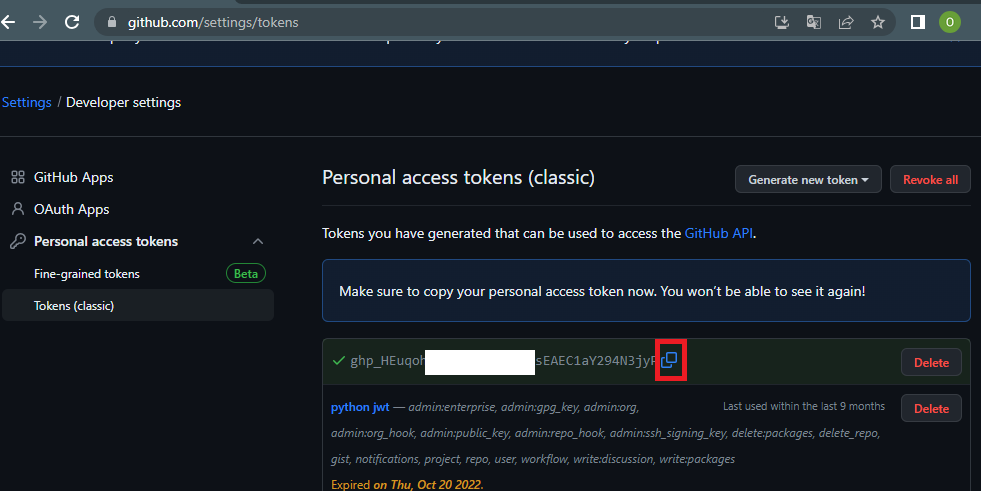 github.com/settings/tokens
O
Settings / Developer settings
GitHub Apps
OAuth Apps
Personal access tokens
Fine-grained tokens Beta
Tokens (classic)
Personal access tokens (classic)
Generate new token
Revoke all
Tokens you have generated that can be used to access the GitHub API.
Make sure to copy your personal access token now. You won't be able to see it again!
ghp_HEuqoh sEAEC1aY294N3jyP
Delete
python jwt — admin:enterprise, admin:gpg_key, admin:org,
admin:org_hook, admin:public_key, admin:repo_hook, admin:ssh_signing_key, delete:packages, delete_repo,
gist, notifications, project, repo, user, workflow, write:discussion, write:packages
Last used within the last 9 months
Delete
Expired on Thu, Oct 20 2022.